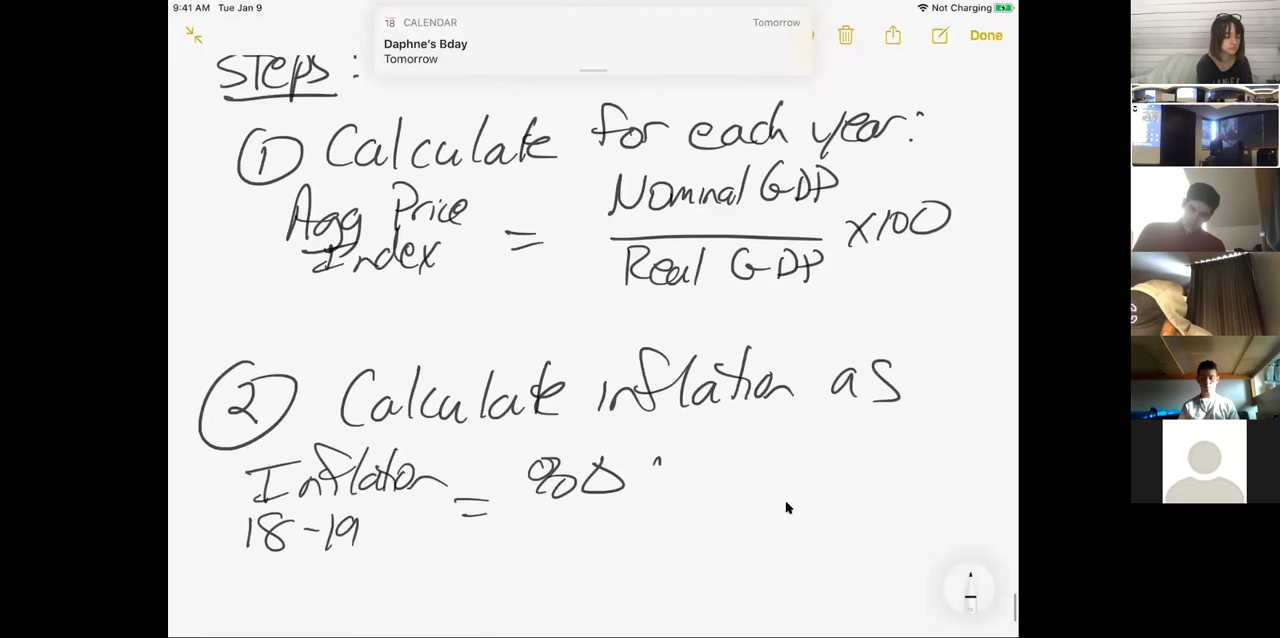 9:41 AM Tue Jan 9
Not Charging
18 CALENDAR
Tomorrow
Daphne's Bday
Tomorrow
Done
Steps:
① Calculate for each year:
Agg Price Index = Nominal GDP / Real GDP x100
② Calculate inflation as
Inflation 18-19 = %Δ